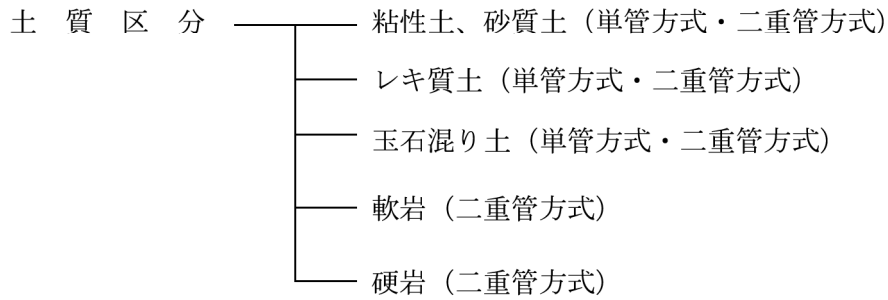 土質区分
粘性土、砂質土（単管方式・二重管方式）
レキ質土（単管方式・二重管方式）
玉石混り土（単管方式・二重管方式）
軟岩（二重管方式）
硬岩（二重管方式）